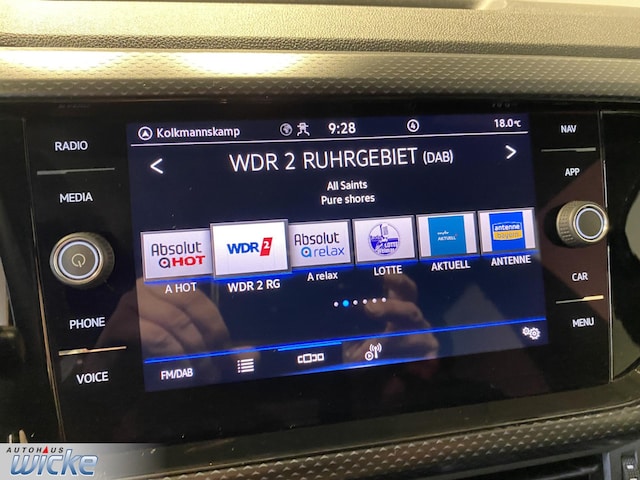 RADIO
MEDIA
PHONE
VOICE
Kolkmannskamp 9:28 18.0°C
WDR 2 RUHRGEBIET (DAB)
All Saints
Pure shores
Absolut HOT
WDR 2
Absolut relax
AKTUELL
antenne
A HOT
WDR 2 RG
A relax
LOTTE
AKTUELL
ANTENNE
FM/DAB
NAV
APP
CAR
MENU
AUTOHAUS
WICKE